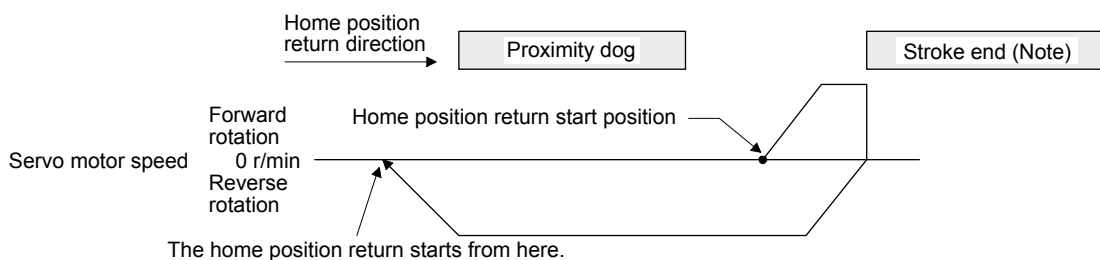 Home position
return direction
Proximity dog
Stroke end (Note)
Forward
rotation
Home position return start position
Servo motor speed
0 r/min
Reverse
rotation
The home position return starts from here.